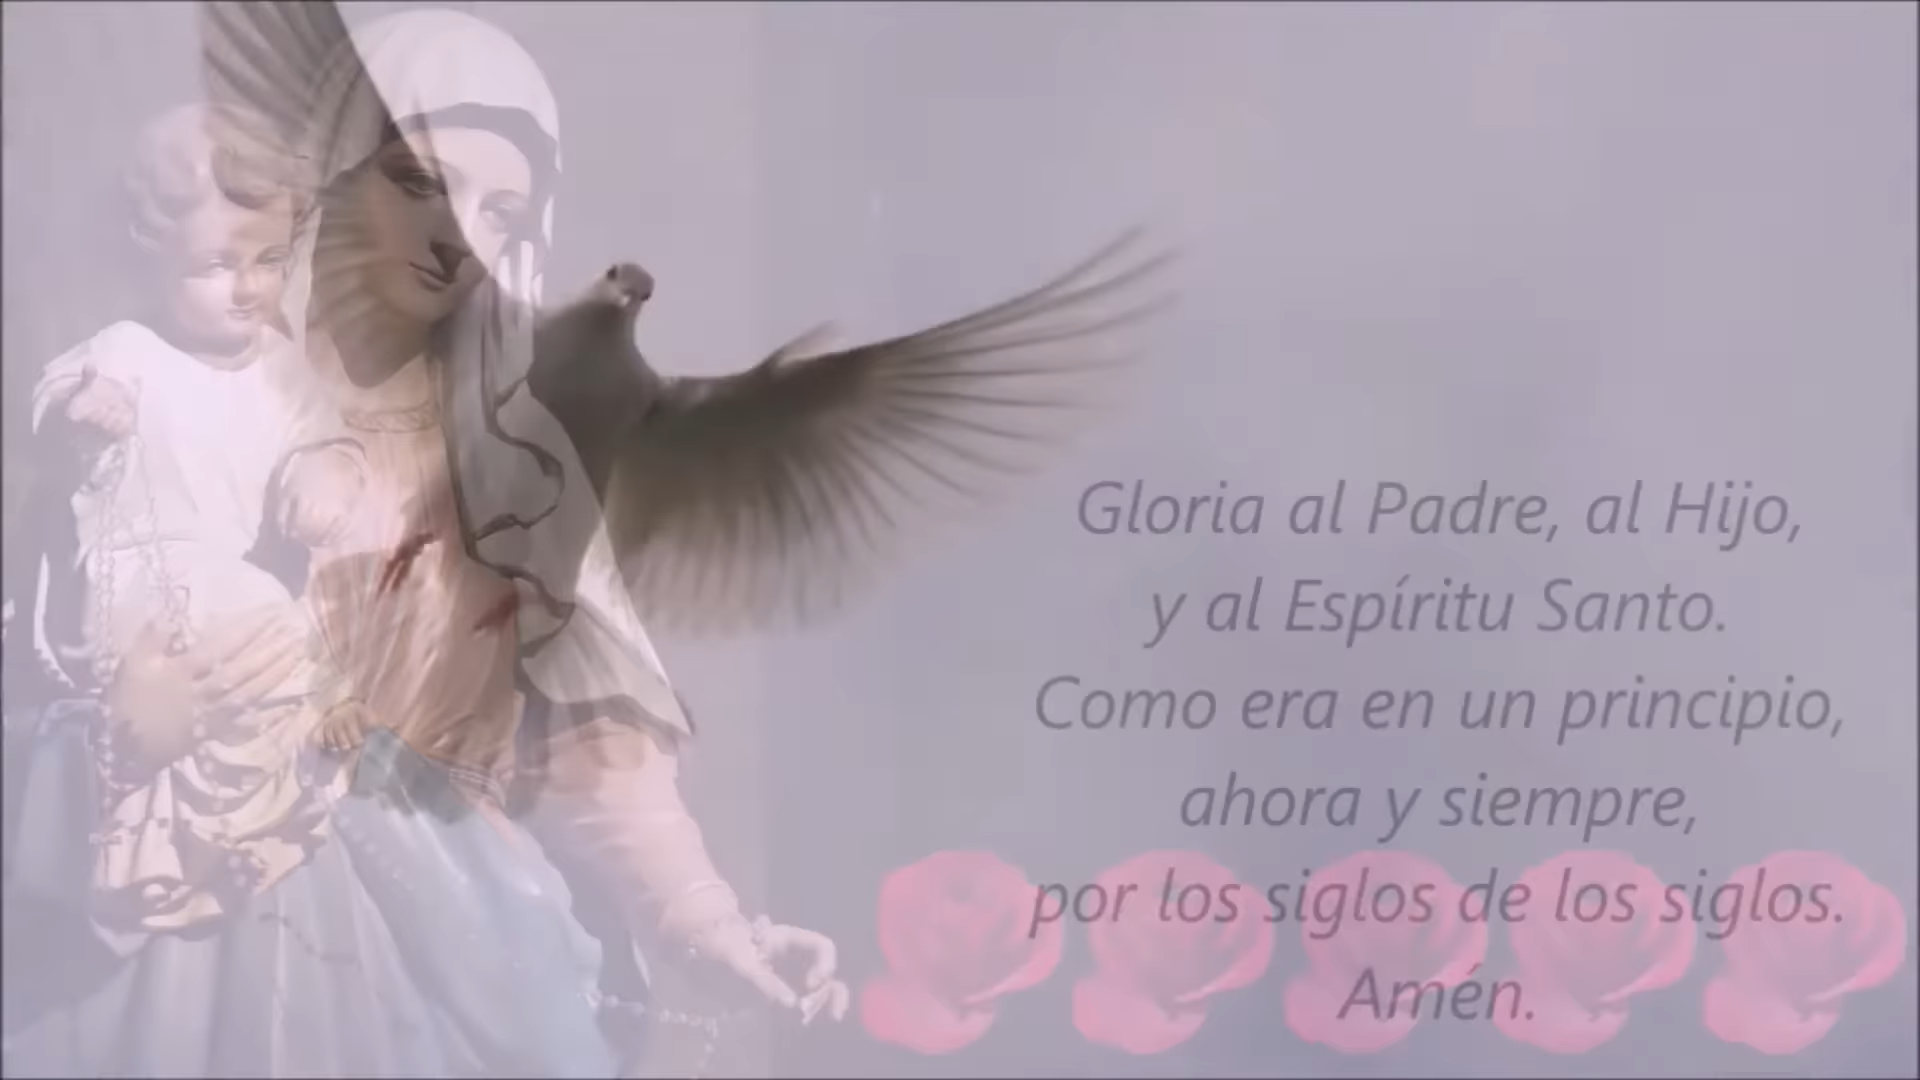 Gloria al Padre, al Hijo,
y al Espíritu Santo.
Como era en un principio,
ahora y siempre,
por los siglos de los siglos.
Amén.